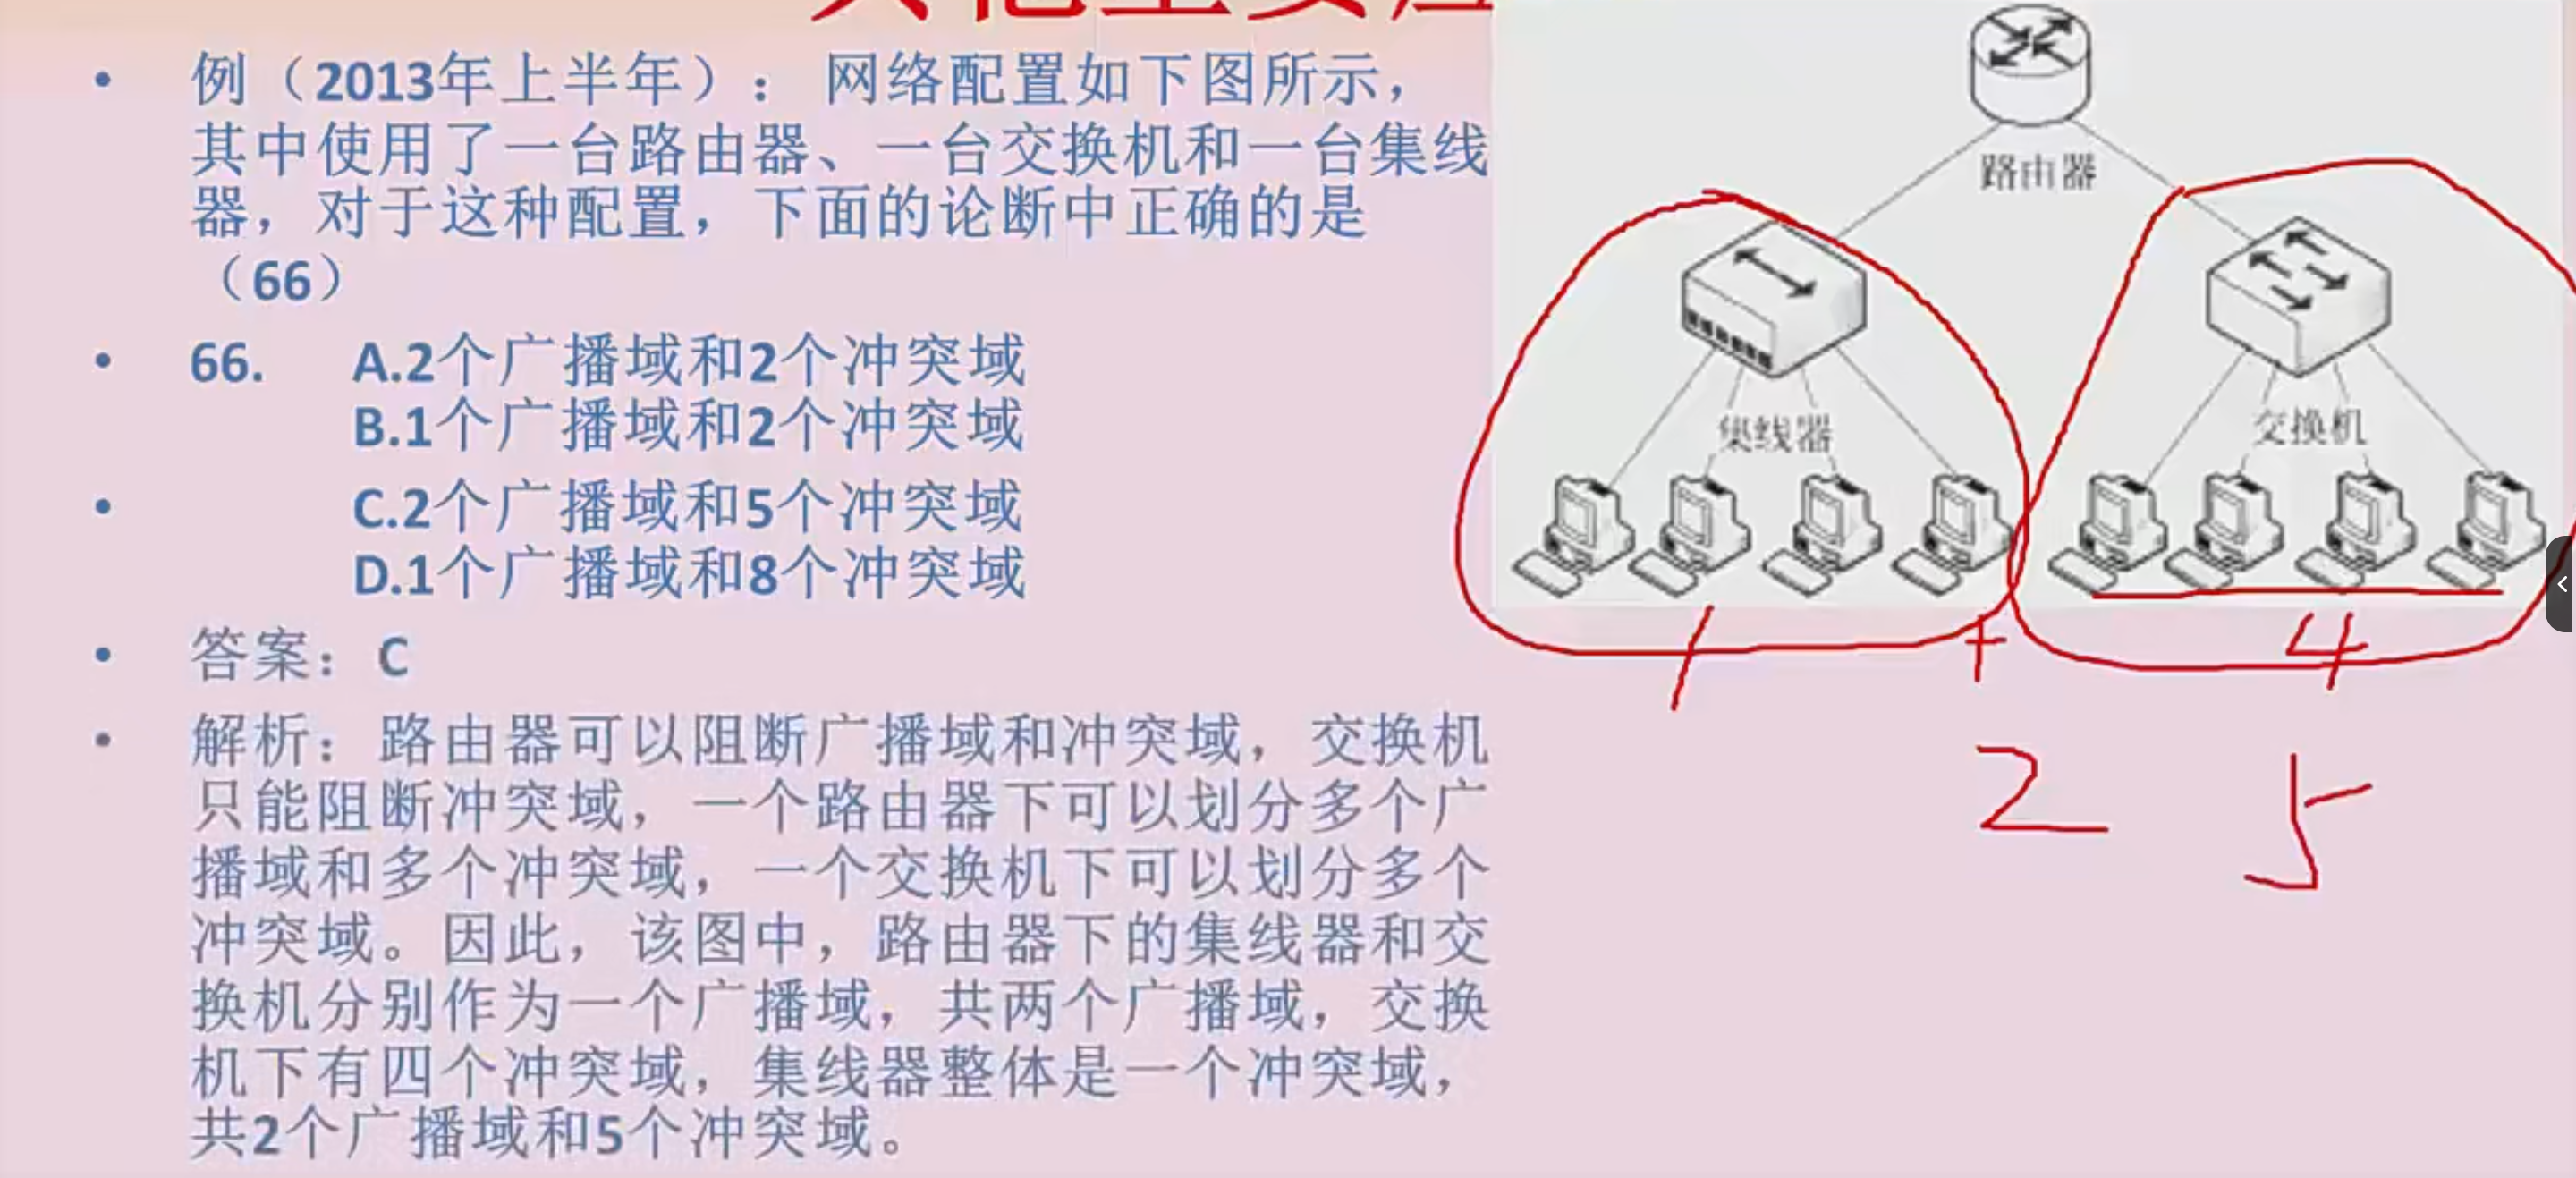 例（2013年上半年）： 网络配置如下图所示，
其中使用了一台路由器、一台交换机和一台集线
器，对于这种配置，下面的论断中正确的是
（66）
66. A.2个广播域和2个冲突域
B.1个广播域和2个冲突域
C.2个广播域和5个冲突域
D.1个广播域和8个冲突域
答案：C
解析：路由器可以阻断广播域和冲突域，交换机
只能阻断冲突域，一个路由器下可以划分多个广
播域和多个冲突域，一个交换机下可以划分多个
冲突域。因此，该图中，路由器下的集线器和交
换机分别作为一个广播域，共两个广播域，交换
机下有四个冲突域，集线器整体是一个冲突域，
共2个广播域和5个冲突域。
路由器
集线器
交换机
1 + 4
2 5